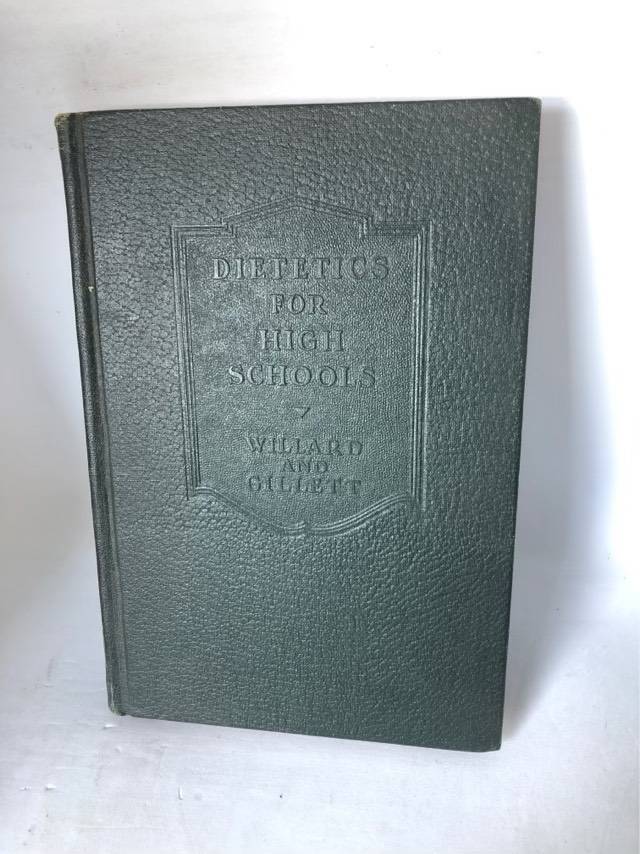 DIETETICS
FOR
HIGH
SCHOOLS
WILLARD
AND
GILLETT